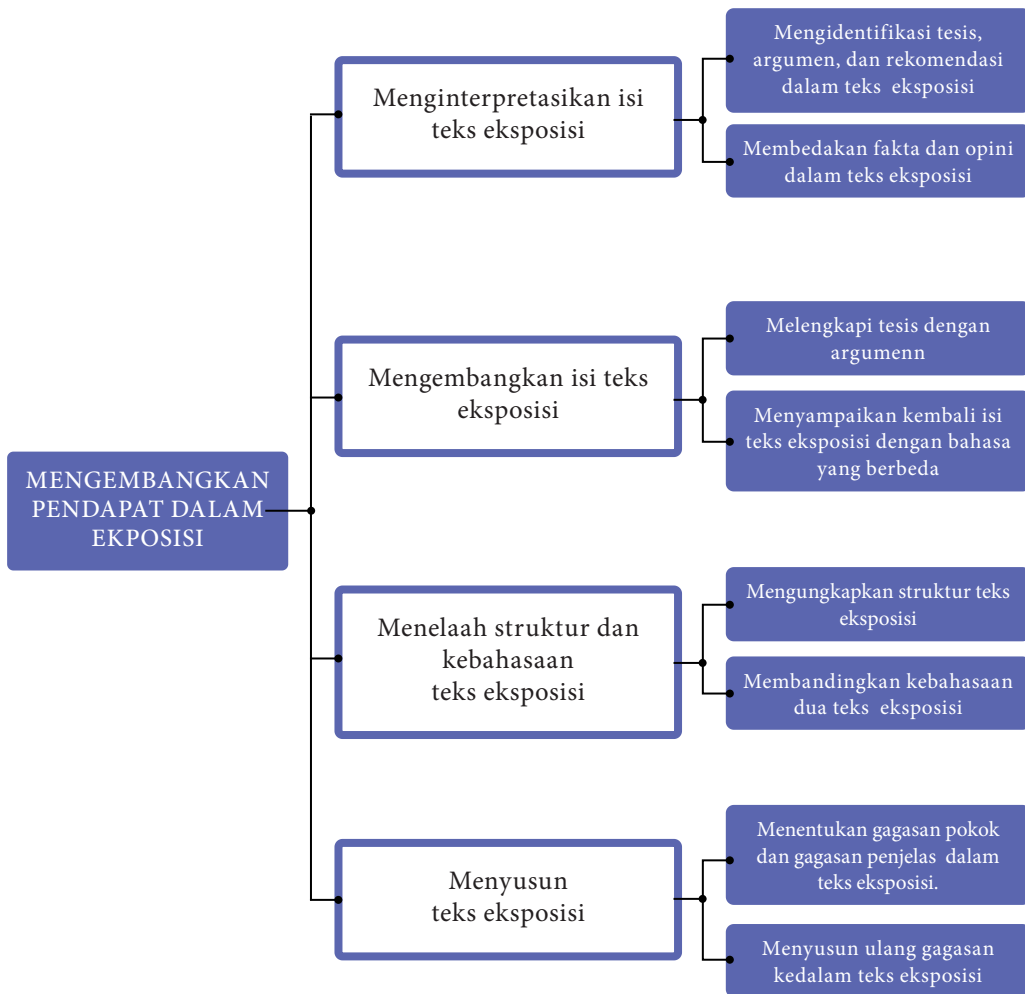 MENGEMBANGKAN
PENDAPAT DALAM
EKPOSISI
Menginterpretasikan isi
teks eksposisi
Mengidentifikasi tesis,
argumen, dan rekomendasi
dalam teks eksposisi
Membedakan fakta dan opini
dalam teks eksposisi
Mengembangkan isi teks
eksposisi
Melengkapi tesis dengan
argumenn
Menyampaikan kembali isi
teks eksposisi dengan bahasa
yang berbeda
Menelaah struktur dan
kebahasaan
teks eksposisi
Mengungkapkan struktur teks
eksposisi
Membandingkan kebahasaan
dua teks eksposisi
Menyusun
teks eksposisi
Menentukan gagasan pokok
dan gagasan penjelas dalam
teks eksposisi.
Menyusun ulang gagasan
kedalam teks eksposisi